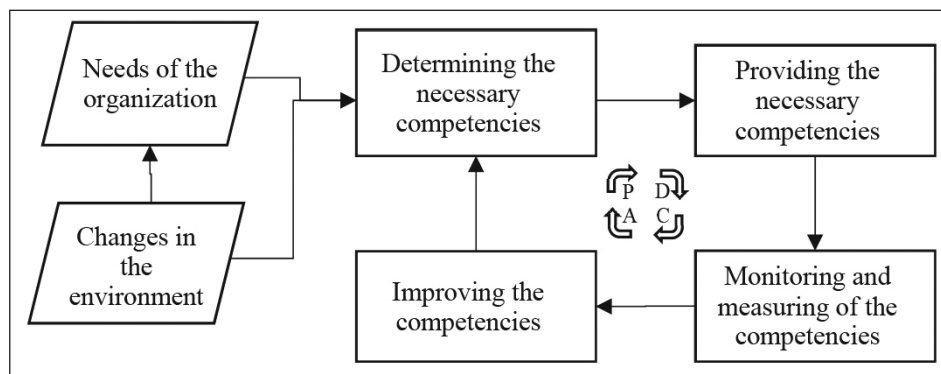 Needs of the
organization
Determining the
necessary
competencies
Providing the
necessary
competencies
P D
A C
Changes in
the
environment
Improving the
competencies
Monitoring and
measuring of the
competencies